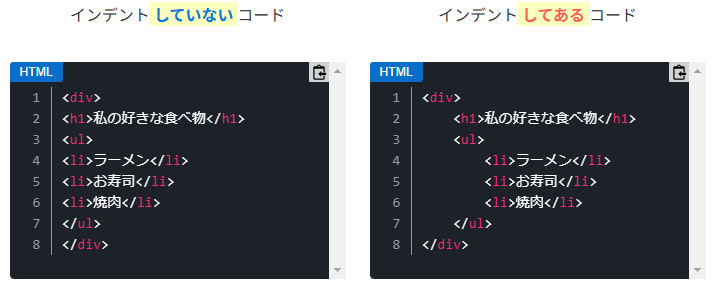 インデントしていないコード
HTML
1 <div>
2 <h1>私の好きな食べ物</h1>
3 <ul>
4 <li>ラーメン</li>
5 <li>お寿司</li>
6 <li>焼肉</li>
7 </ul>
8 </div>
インデントしてあるコード
HTML
1 <div>
2     <h1>私の好きな食べ物</h1>
3     <ul>
4         <li>ラーメン</li>
5         <li>お寿司</li>
6         <li>焼肉</li>
7     </ul>
8 </div>